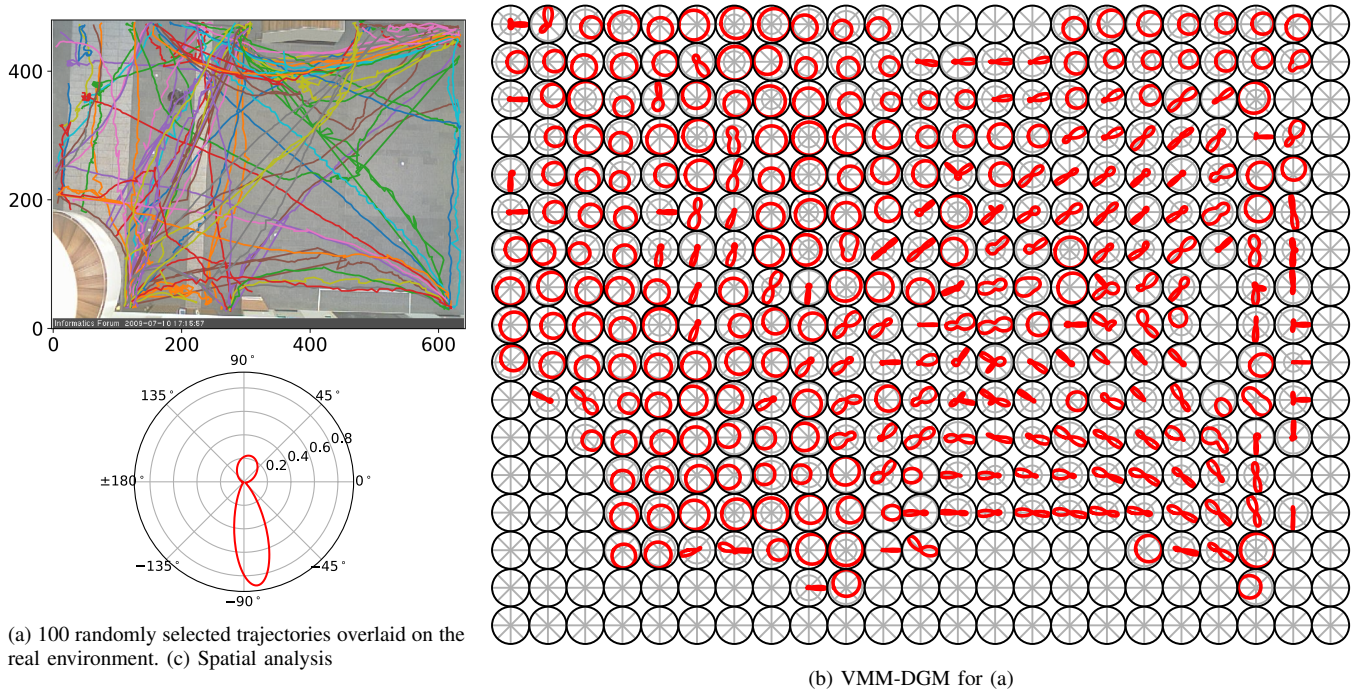 400
200
0
Informatics Forum 2009-07-10 17:15:57
0 200 400 600
90°
135° 45°
0.8
0.6
0.4
0.2
±180° 0°
−135° −45°
−90°
(a) 100 randomly selected trajectories overlaid on the
real environment. (c) Spatial analysis
(b) VMM-DGM for (a)